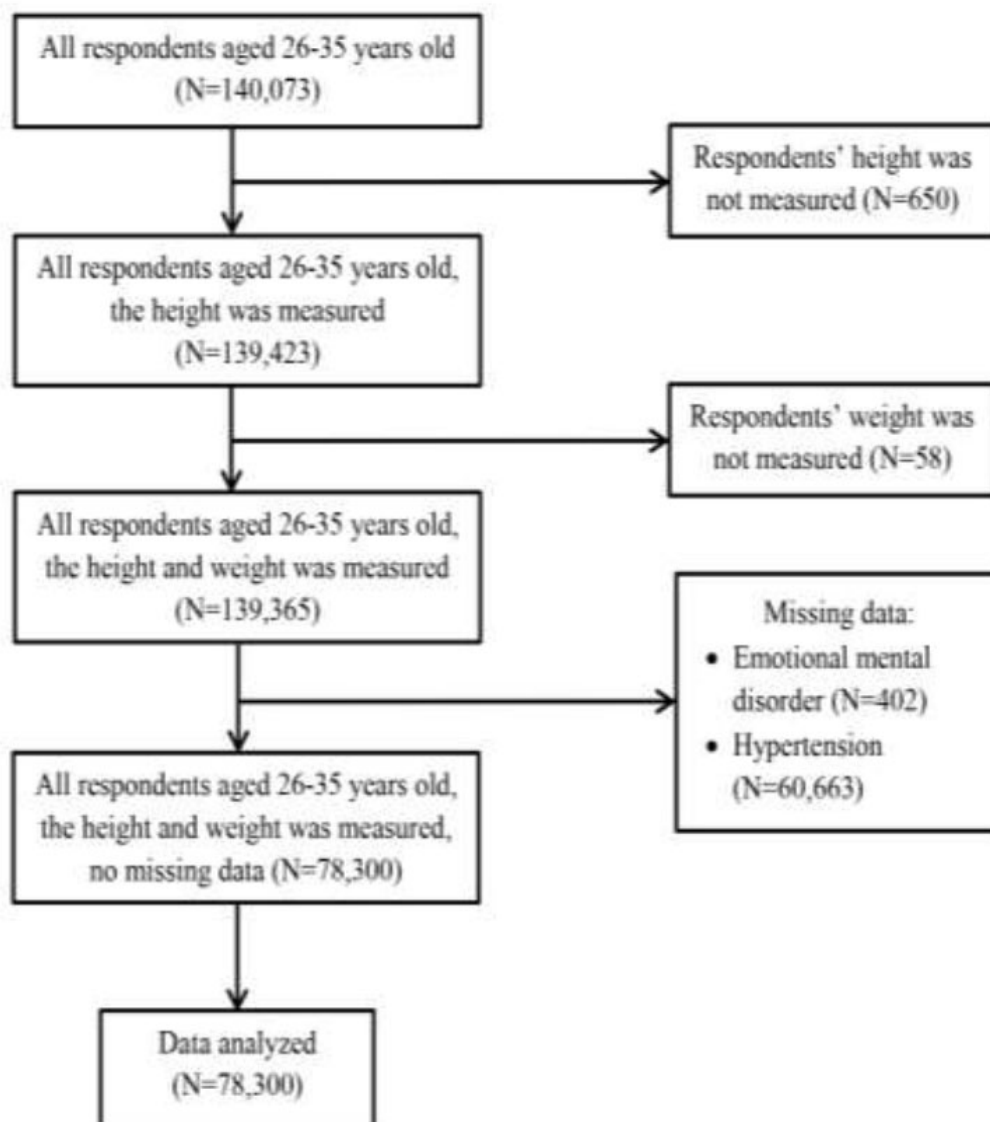 All respondents aged 26-35 years old
(N=140,073)
Respondents’ height was
not measured (N=650)
All respondents aged 26-35 years old,
the height was measured
(N=139,423)
Respondents’ weight was
not measured (N=58)
All respondents aged 26-35 years old,
the height and weight was measured
(N=139,365)
Missing data:
• Emotional mental
disorder (N=402)
• Hypertension
(N=60,663)
All respondents aged 26-35 years old,
the height and weight was measured,
no missing data (N=78,300)
Data analyzed
(N=78,300)